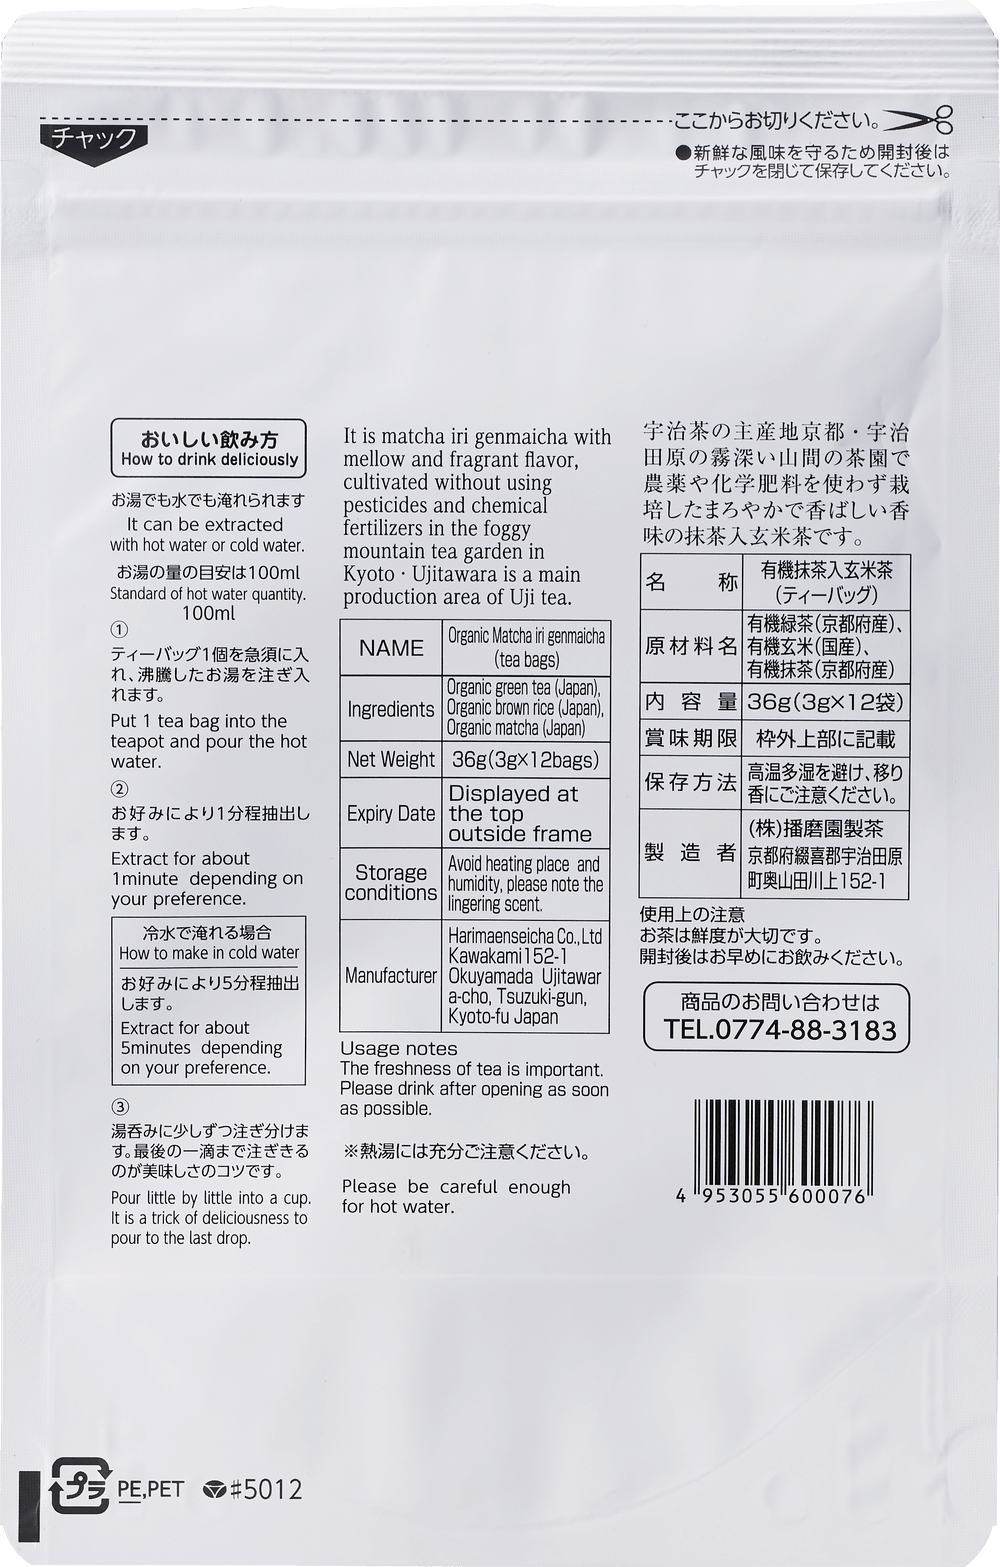 ここからお切りください。
チャック
●新鮮な風味を守るため開封後は
チャックを閉じて保存してください。
おいしい飲み方
How to drink deliciously
お湯でも水でも淹れられます
It can be extracted
with hot water or cold water.
お湯の量の目安は100ml
Standard of hot water quantity.
100ml
①
ティーバッグ1個を急須に入
れ、沸騰したお湯を注ぎ入
れます。
Put 1 tea bag into the
teapot and pour the hot
water.
②
お好みにより1分程抽出し
ます。
Extract for about
1minute depending on
your preference.
冷水で淹れる場合
How to make in cold water
お好みにより5分程抽出
します。
Extract for about
5minutes depending
on your preference.
③
湯呑みに少しずつ注ぎ分けま
す。最後の一滴まで注ぎきる
のが美味しさのコツです。
Pour little by little into a cup.
It is a trick of deliciousness to
pour to the last drop.
It is matcha iri genmaicha with
mellow and fragrant flavor,
cultivated without using
pesticides and chemical
fertilizers in the foggy
mountain tea garden in
Kyoto・Ujitawara is a main
production area of Uji tea.
NAME
Organic Matcha iri genmaicha
(tea bags)
Ingredients
Organic green tea (Japan),
Organic brown rice (Japan),
Organic matcha (Japan)
Net Weight
36g(3g×12bags)
Expiry Date
Displayed at
the top
outside frame
Storage
conditions
Avoid heating place and
humidity, please note the
lingering scent.
Manufacturer
Harimaenseicha Co., Ltd
Kawakami152-1
Okuyamada Ujitawar
a-cho, Tsuzuki-gun,
Kyoto-fu Japan
Usage notes
The freshness of tea is important.
Please drink after opening as soon
as possible.
※熱湯には充分ご注意ください。
Please be careful enough
for hot water.
宇治茶の主産地京都・宇治
田原の霧深い山間の茶園で
農薬や化学肥料を使わず栽
培したまろやかで香ばしい香
味の抹茶入玄米茶です。
名称
有機抹茶入玄米茶
(ティーバッグ)
原材料名
有機緑茶(京都府産)、
有機玄米(国産)、
有機抹茶(京都府産)
内容量
36g(3g×12袋)
賞味期限
枠外上部に記載
保存方法
高温多湿を避け、移り
香にご注意ください。
製造者
(株)播磨園製茶
京都府綴喜郡宇治田原
町奥山田川上152-1
使用上の注意
お茶は鮮度が大切です。
開封後はお早めにお飲みください。
商品のお問い合わせは
TEL.0774-88-3183
4 953055 600076
プラ PE,PET #5012